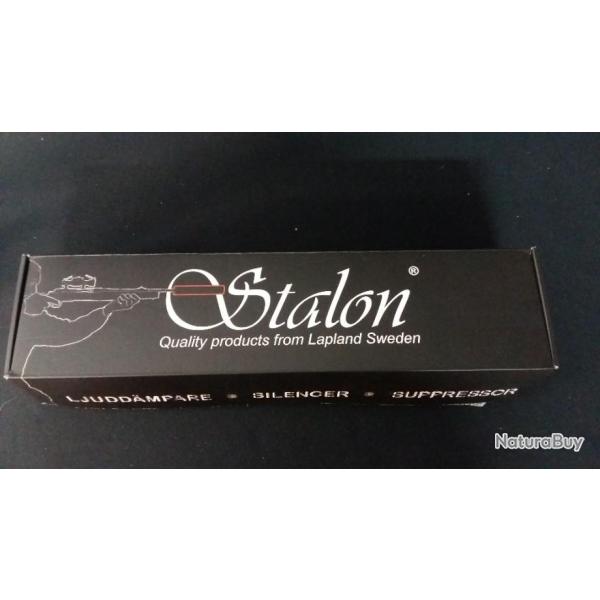 Stalon®
Quality products from Lapland Sweden
LJUDDÄMPARE • SILENCER • SUPPRESSOR
NaturaBuy